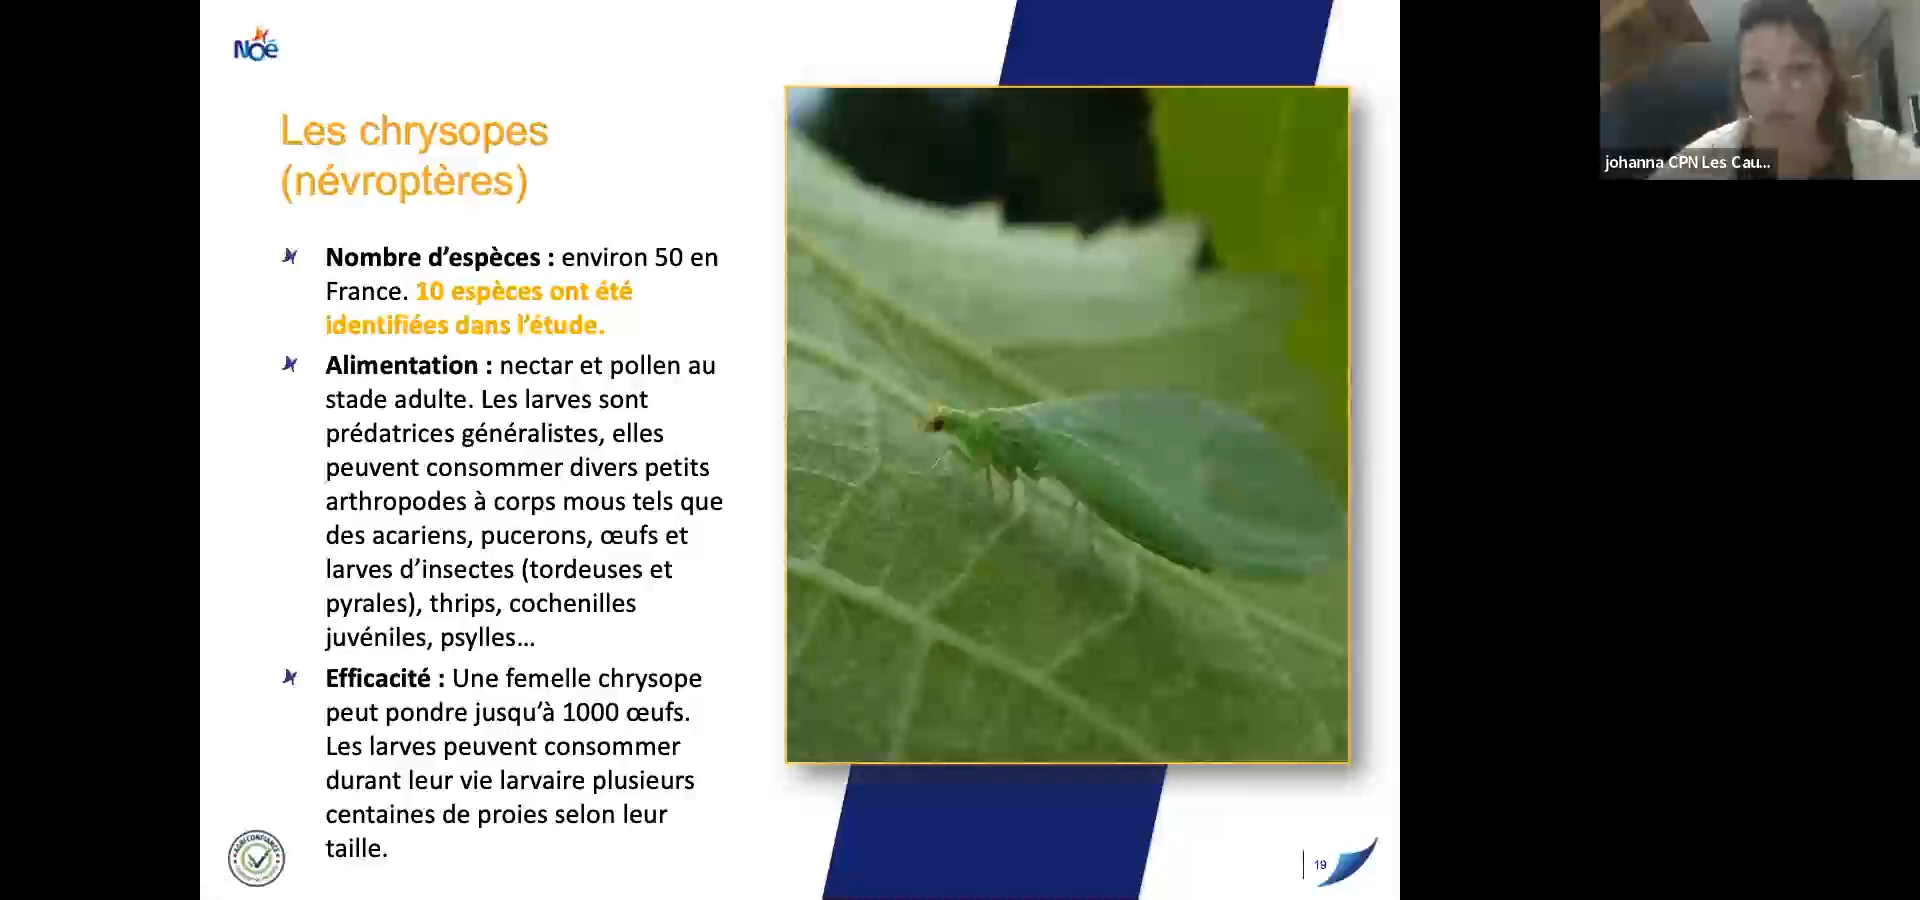 Noé
Les chrysopes
(névroptères)
Nombre d’espèces : environ 50 en
France. 10 espèces ont été
identifiées dans l’étude.
Alimentation : nectar et pollen au
stade adulte. Les larves sont
prédatrices généralistes, elles
peuvent consommer divers petits
arthropodes à corps mous tels que
des acariens, pucerons, œufs et
larves d’insectes (tordeuses et
pyrales), thrips, cochenilles
juvéniles, psylles...
Efficacité : Une femelle chrysope
peut pondre jusqu’à 1000 œufs.
Les larves peuvent consommer
durant leur vie larvaire plusieurs
centaines de proies selon leur
taille.
AGRI CONFIANCE
19
johanna CPN Les Cau...